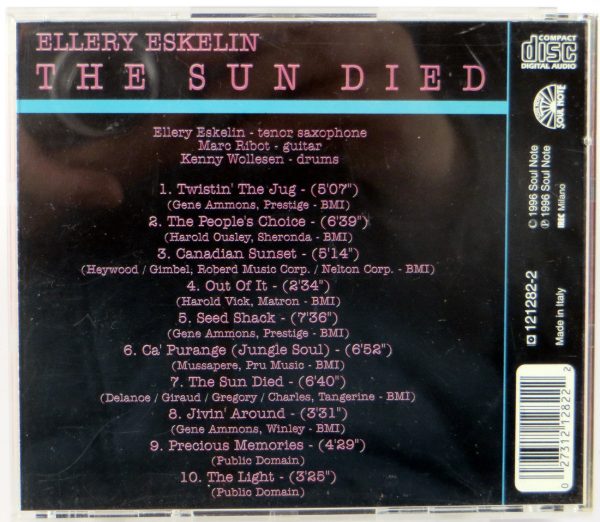 ELLERY ESKELIN
THE SUN DIED
Ellery Eskelin - tenor saxophone
Marc Ribot - guitar
Kenny Wollesen - drums
1. Twistin' The Jug - (5'07")
(Gene Ammons, Prestige - BMI)
2. The People's Choice - (6'39")
(Harold Ousley, Sheronda - BMI)
3. Canadian Sunset - (5'14")
(Heywood / Gimbel, Roberd Music Corp. / Nelton Corp. - BMI)
4. Out Of It - (2'34")
(Harold Vick, Matron - BMI)
5. Seed Shack - (7'36")
(Gene Ammons, Prestige - BMI)
6. Ca' Purange (Jungle Soul) - (6'52")
(Mussapere, Pru Music - BMI)
7. The Sun Died - (6'40")
(Delance / Giraud / Gregory / Charles, Tangerine - BMI)
8. Jivin' Around - (3'31")
(Gene Ammons, Winley - BMI)
9. Precious Memories - (4'29")
(Public Domain)
10. The Light - (3'25")
(Public Domain)
COMPACT
disc
DIGITAL AUDIO
SOUL NOTE
© 1996 Soul Note
℗ 1996 Soul Note
IREC Milano
121282-2
Made in Italy
0 27312 12822 2